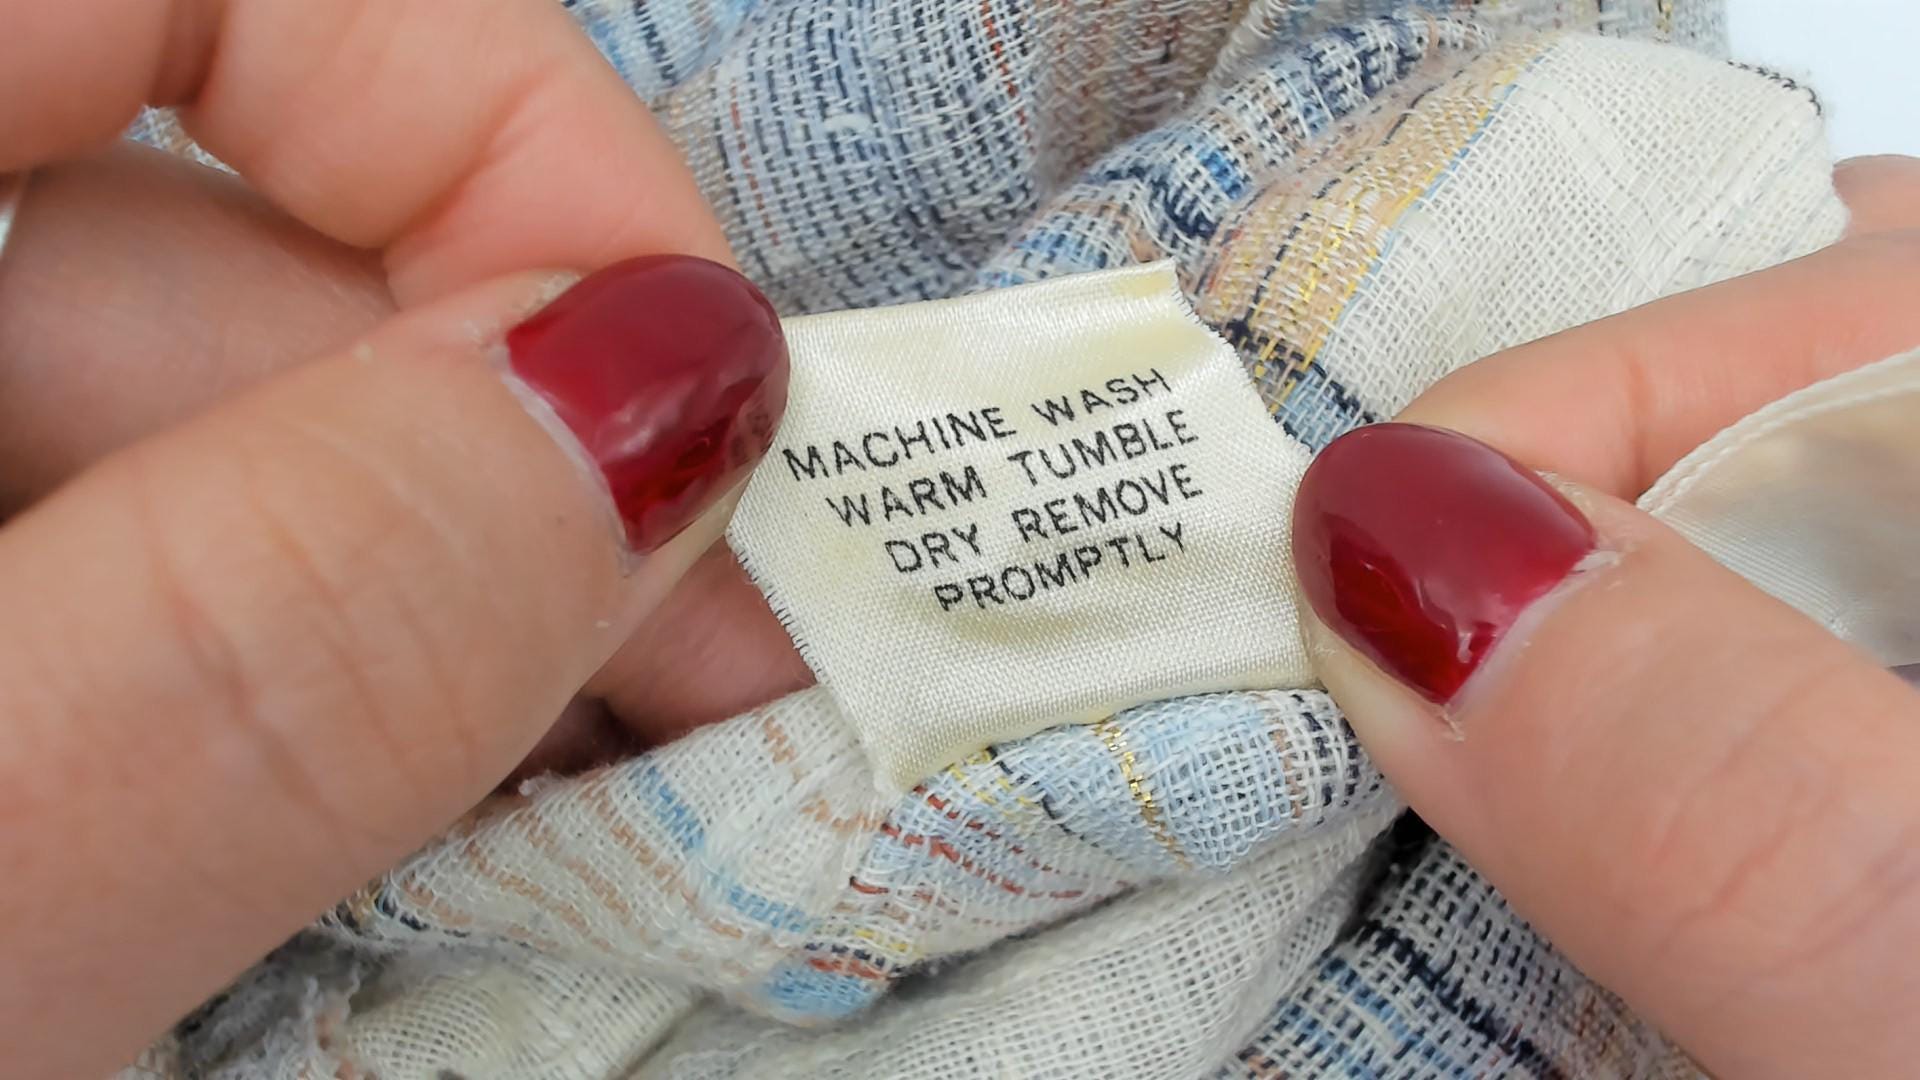 MACHINE WASH
WARM TUMBLE
DRY REMOVE
PROMPTLY